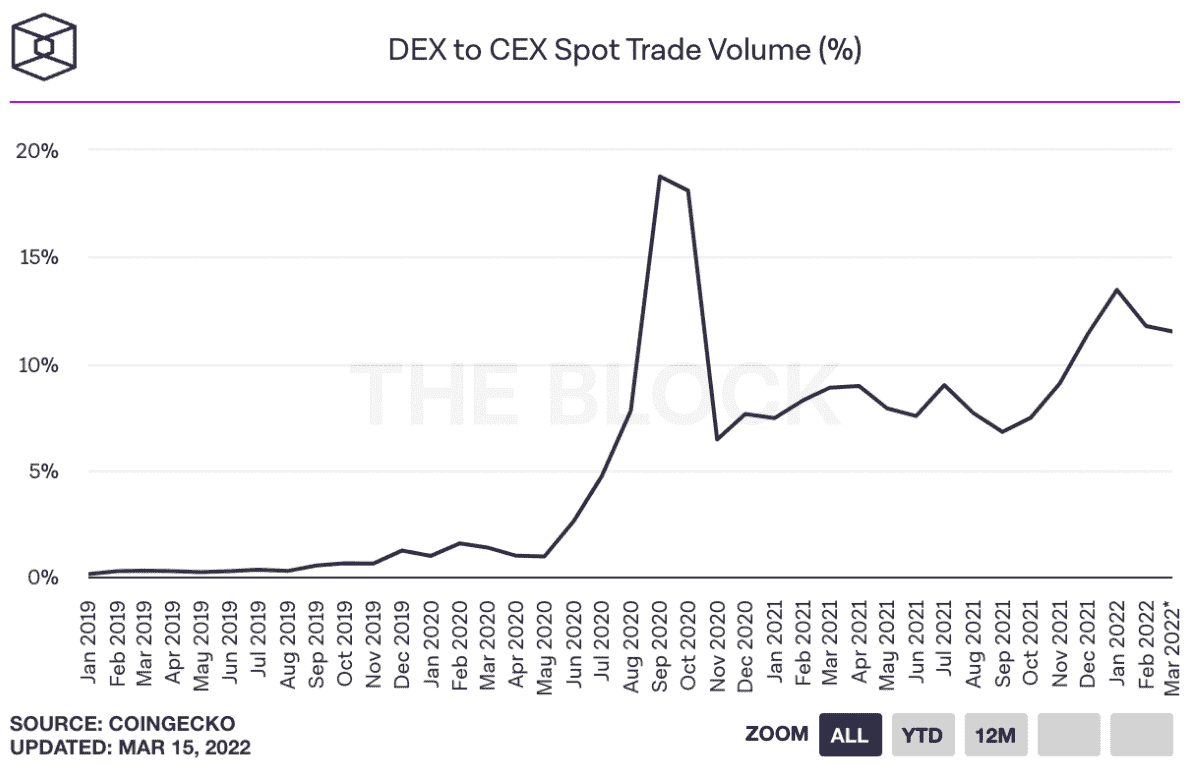 DEX to CEX Spot Trade Volume (%)
20%
15%
10%
5%
0%
THE BLOCK
Jan 2019
Feb 2019
Mar 2019
Apr 2019
May 2019
Jun 2019
Jul 2019
Aug 2019
Sep 2019
Oct 2019
Nov 2019
Dec 2019
Jan 2020
Feb 2020
Mar 2020
Apr 2020
May 2020
Jun 2020
Jul 2020
Aug 2020
Sep 2020
Oct 2020
Nov 2020
Dec 2020
Jan 2021
Feb 2021
Mar 2021
Apr 2021
May 2021
Jun 2021
Jul 2021
Aug 2021
Sep 2021
Oct 2021
Nov 2021
Dec 2021
Jan 2022
Feb 2022
Mar 2022*
SOURCE: COINGECKO
UPDATED: MAR 15, 2022
ZOOM ALL YTD 12M